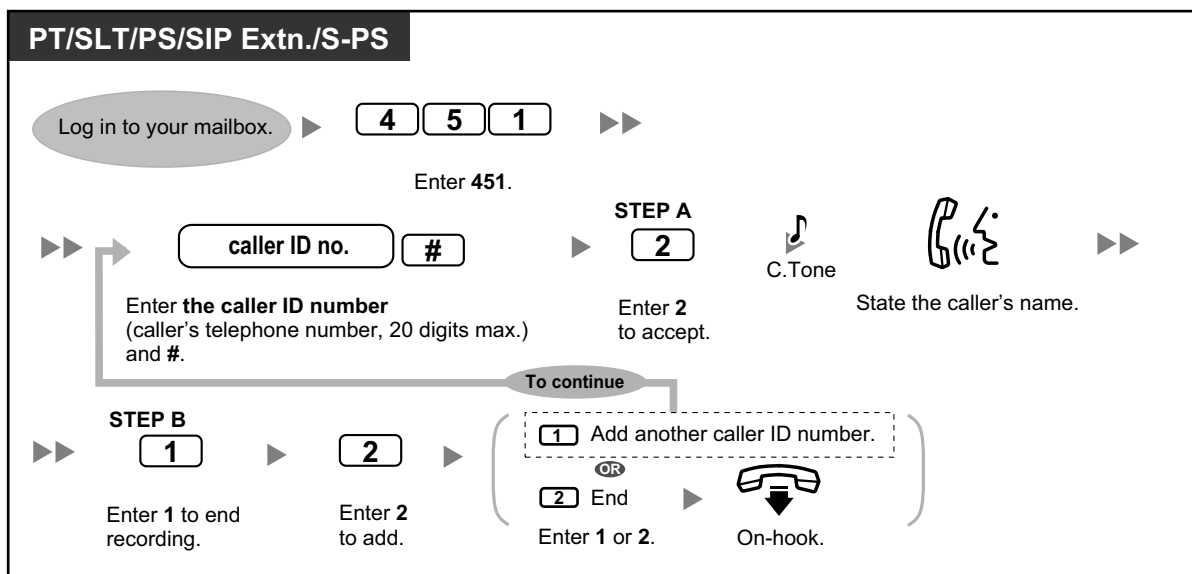 PT/SLT/PS/SIP Extn./S-PS
Log in to your mailbox.
4 5 1
Enter 451.
caller ID no. #
Enter the caller ID number
(caller's telephone number, 20 digits max.)
and #.
STEP A
2
Enter 2
to accept.
C.Tone
State the caller's name.
To continue
STEP B
1
Enter 1 to end
recording.
2
Enter 2
to add.
1 Add another caller ID number.
OR
2 End
Enter 1 or 2.
On-hook.